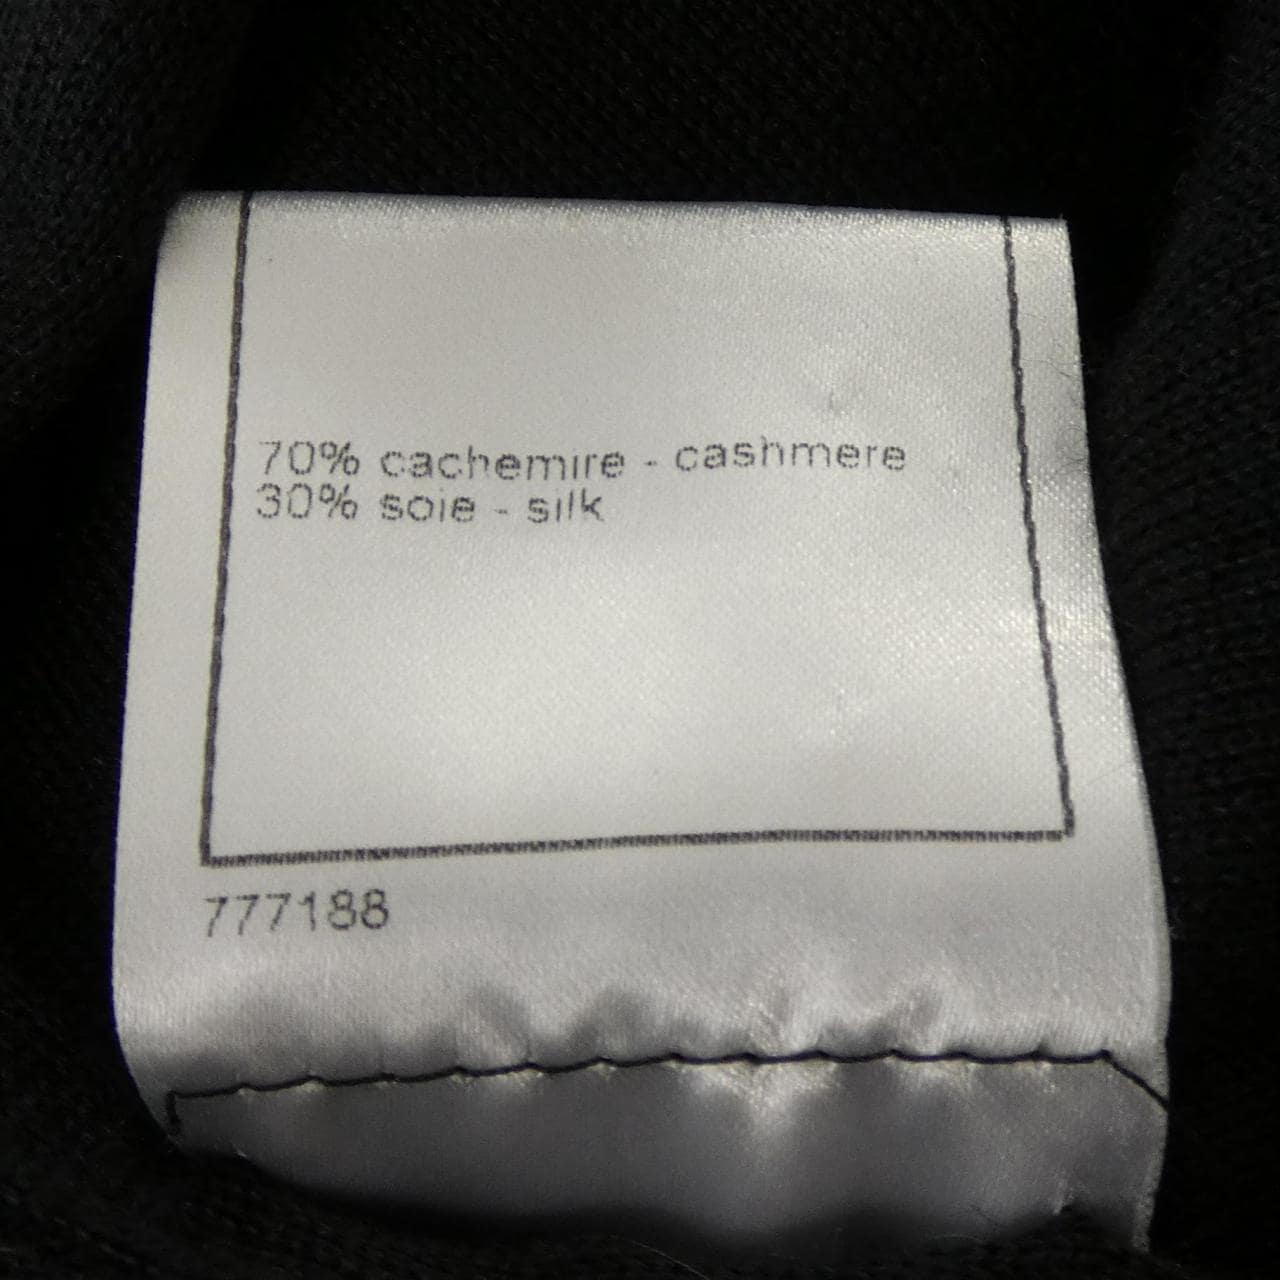 70% cachemire - cashmere
30% soie - silk
777188